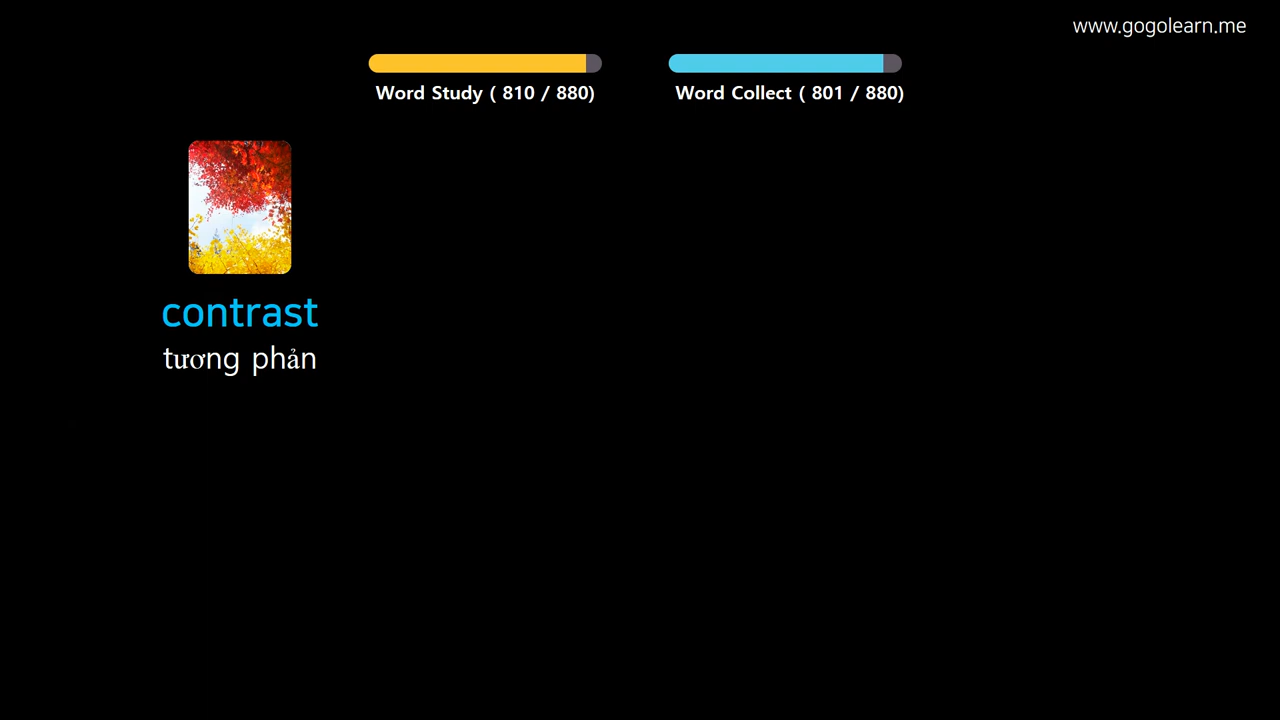 www.gogolearn.me
Word Study ( 810 / 880)
Word Collect ( 801 / 880)
contrast
tương phản